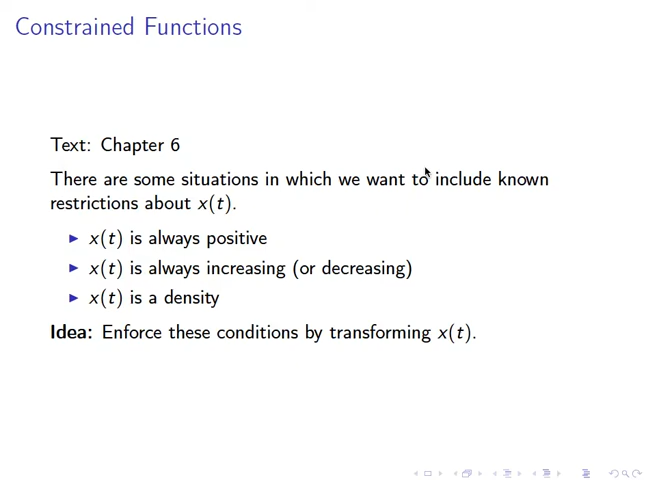 Constrained Functions
Text: Chapter 6
There are some situations in which we want to include known
restrictions about x(t).
x(t) is always positive
x(t) is always increasing (or decreasing)
x(t) is a density
Idea: Enforce these conditions by transforming x(t).